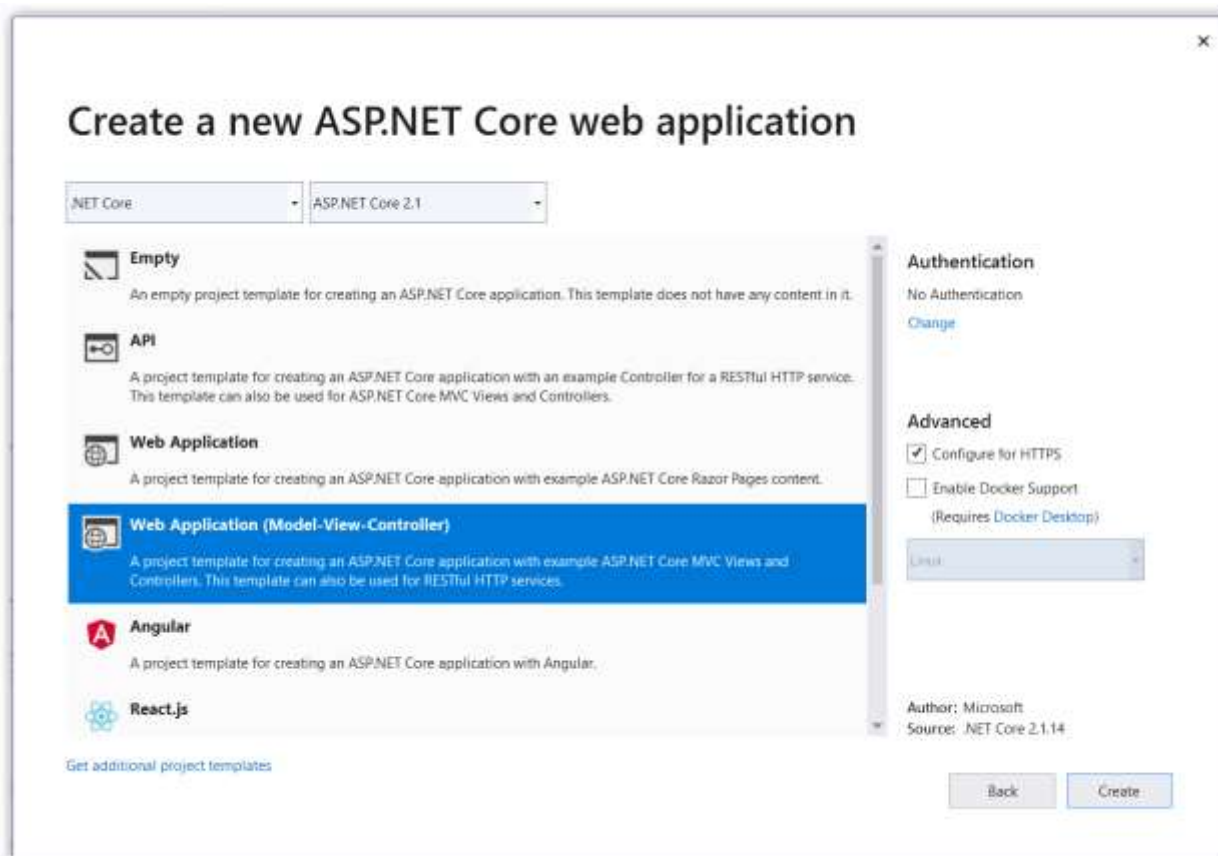 Create a new ASP.NET Core web application
.NET Core
ASP.NET Core 2.1
Empty
An empty project template for creating an ASP.NET Core application. This template does not have any content in it.
API
A project template for creating an ASP.NET Core application with an example Controller for a RESTful HTTP service.
This template can also be used for ASP.NET Core MVC Views and Controllers.
Web Application
A project template for creating an ASP.NET Core application with example ASP.NET Core Razor Pages content.
Web Application (Model-View-Controller)
A project template for creating an ASP.NET Core application with example ASP.NET Core MVC Views and
Controllers. This template can also be used for RESTful HTTP services.
Angular
A project template for creating an ASP.NET Core application with Angular.
React.js
Get additional project templates
Authentication
No Authentication
Change
Advanced
Configure for HTTPS
Enable Docker Support
(Requires Docker Desktop)
Linux
Author: Microsoft
Source: .NET Core 2.1.14
Back
Create